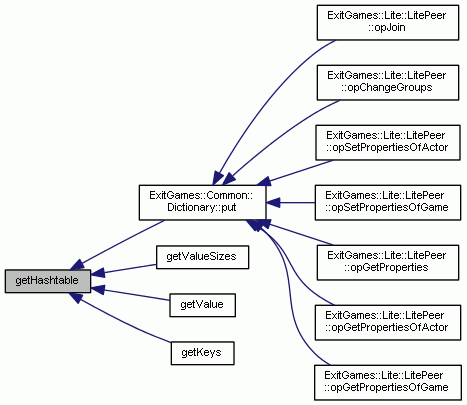 ExitGames::Lite::LitePeer
::opJoin
ExitGames::Lite::LitePeer
::opChangeGroups
ExitGames::Lite::LitePeer
::opSetPropertiesOfActor
ExitGames::Common::
Dictionary::put
ExitGames::Lite::LitePeer
::opSetPropertiesOfGame
getValueSizes
ExitGames::Lite::LitePeer
::opGetProperties
getHashtable
getValue
ExitGames::Lite::LitePeer
::opGetPropertiesOfActor
getKeys
ExitGames::Lite::LitePeer
::opGetPropertiesOfGame